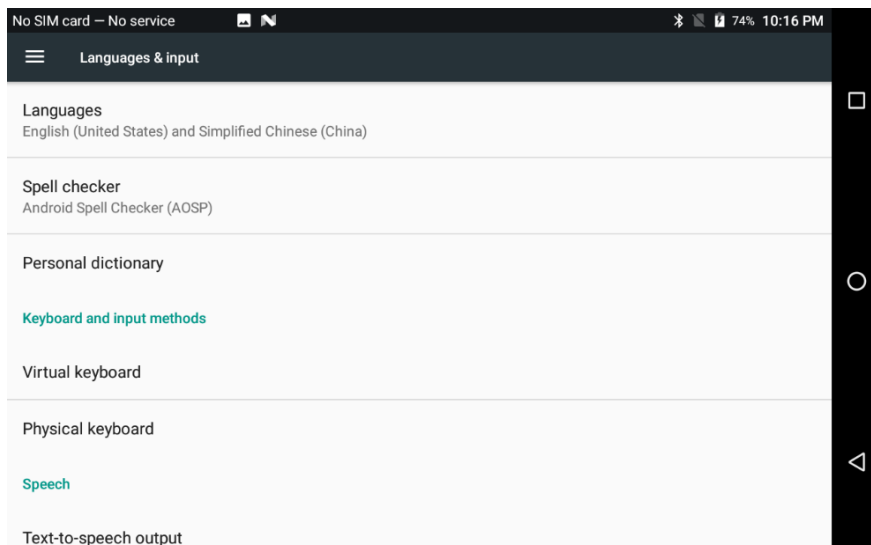 No SIM card — No service 74% 10:16 PM
Languages & input
Languages
English (United States) and Simplified Chinese (China)
Spell checker
Android Spell Checker (AOSP)
Personal dictionary
Keyboard and input methods
Virtual keyboard
Physical keyboard
Speech
Text-to-speech output